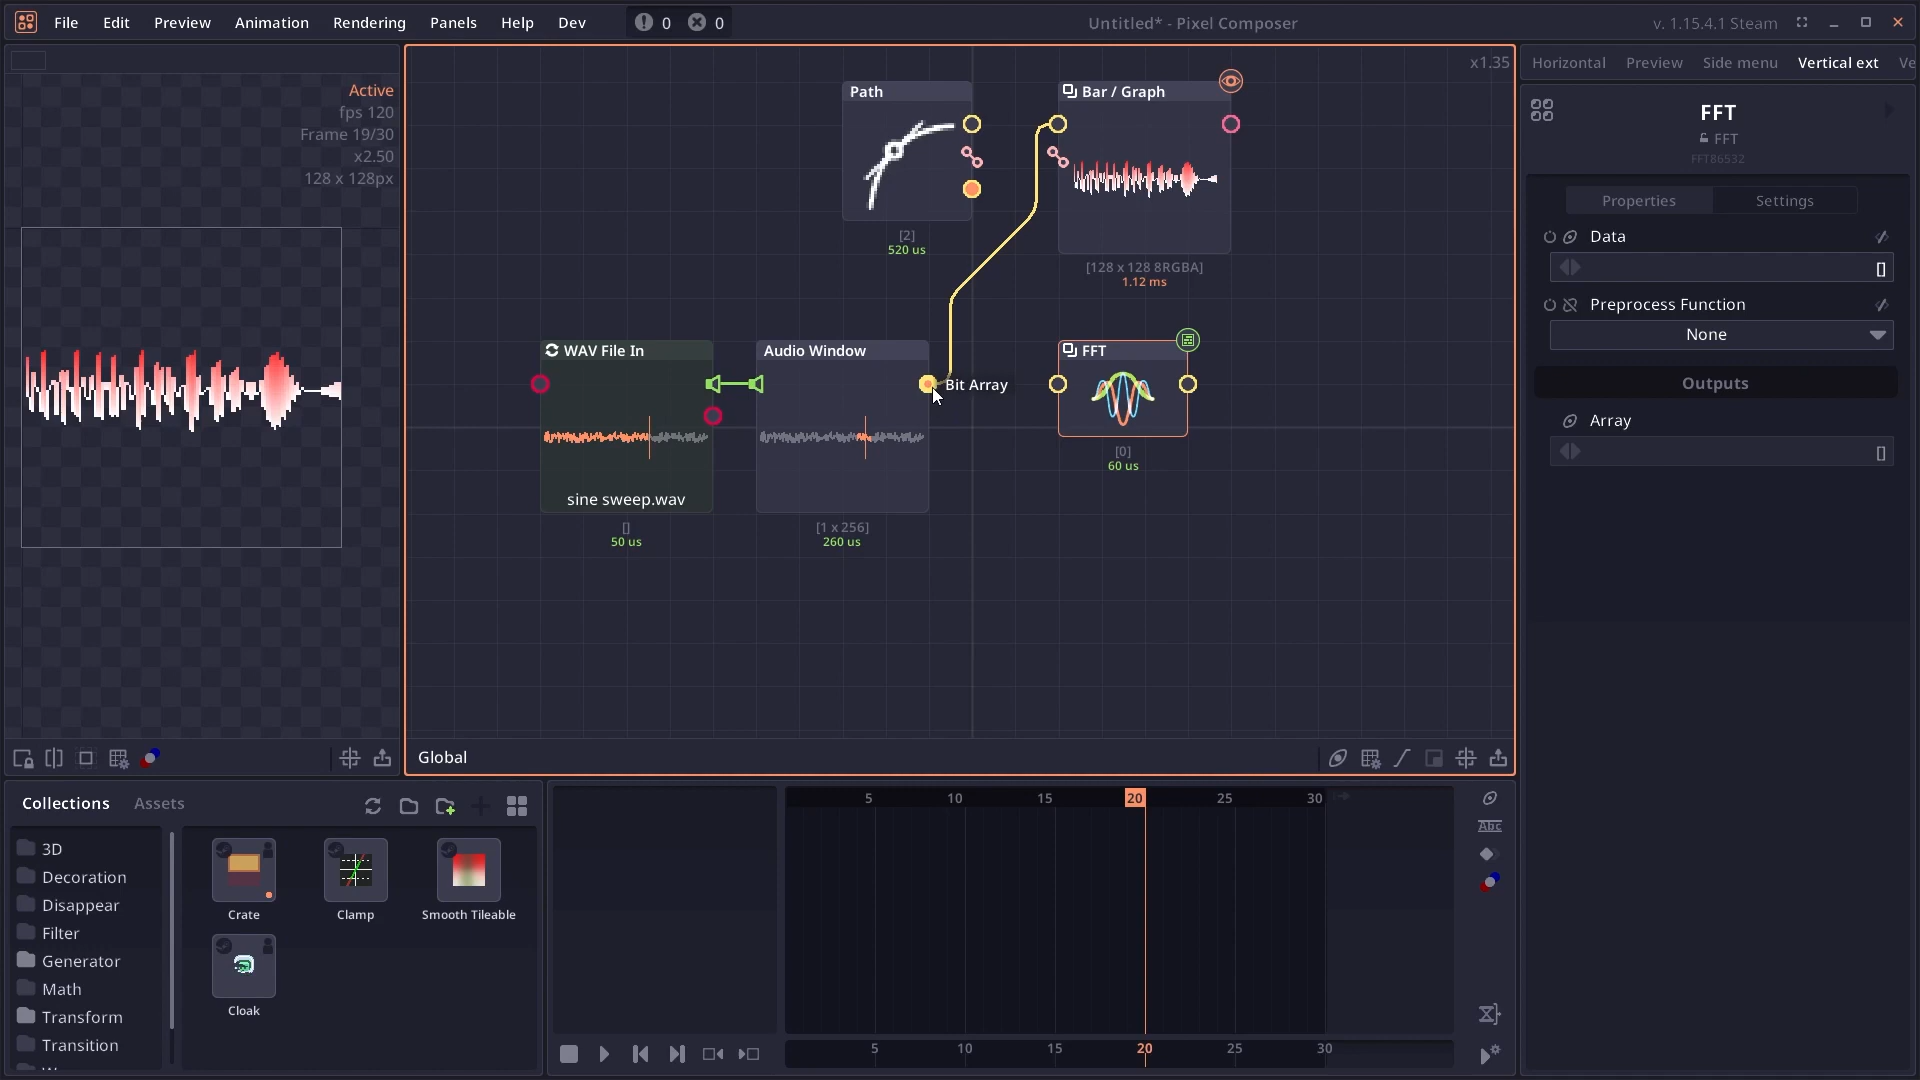 File Edit Preview Animation Rendering Panels Help Dev 0 0 Untitled* - Pixel Composer v. 1.15.4.1 Steam
Active
fps 120
Frame 19/30
x2.50
128 x 128px
x1.35
Path
[2]
520 us
Bar / Graph
[128 x 128 8RGBA]
1.12 ms
WAV File In
sine sweep.wav
[]
50 us
Audio Window
[1 x 256]
260 us
Bit Array
FFT
[0]
60 us
Global
Horizontal Preview Side menu Vertical ext Ve
FFT
FFT
FFT86532
Properties Settings
Data
[]
Preprocess Function
None
Outputs
Array
[]
Collections Assets
3D
Decoration
Disappear
Filter
Generator
Math
Transform
Transition
Crate Clamp Smooth Tileable
Cloak
5 10 15 20 25 30
Abc
5 10 15 20 25 30